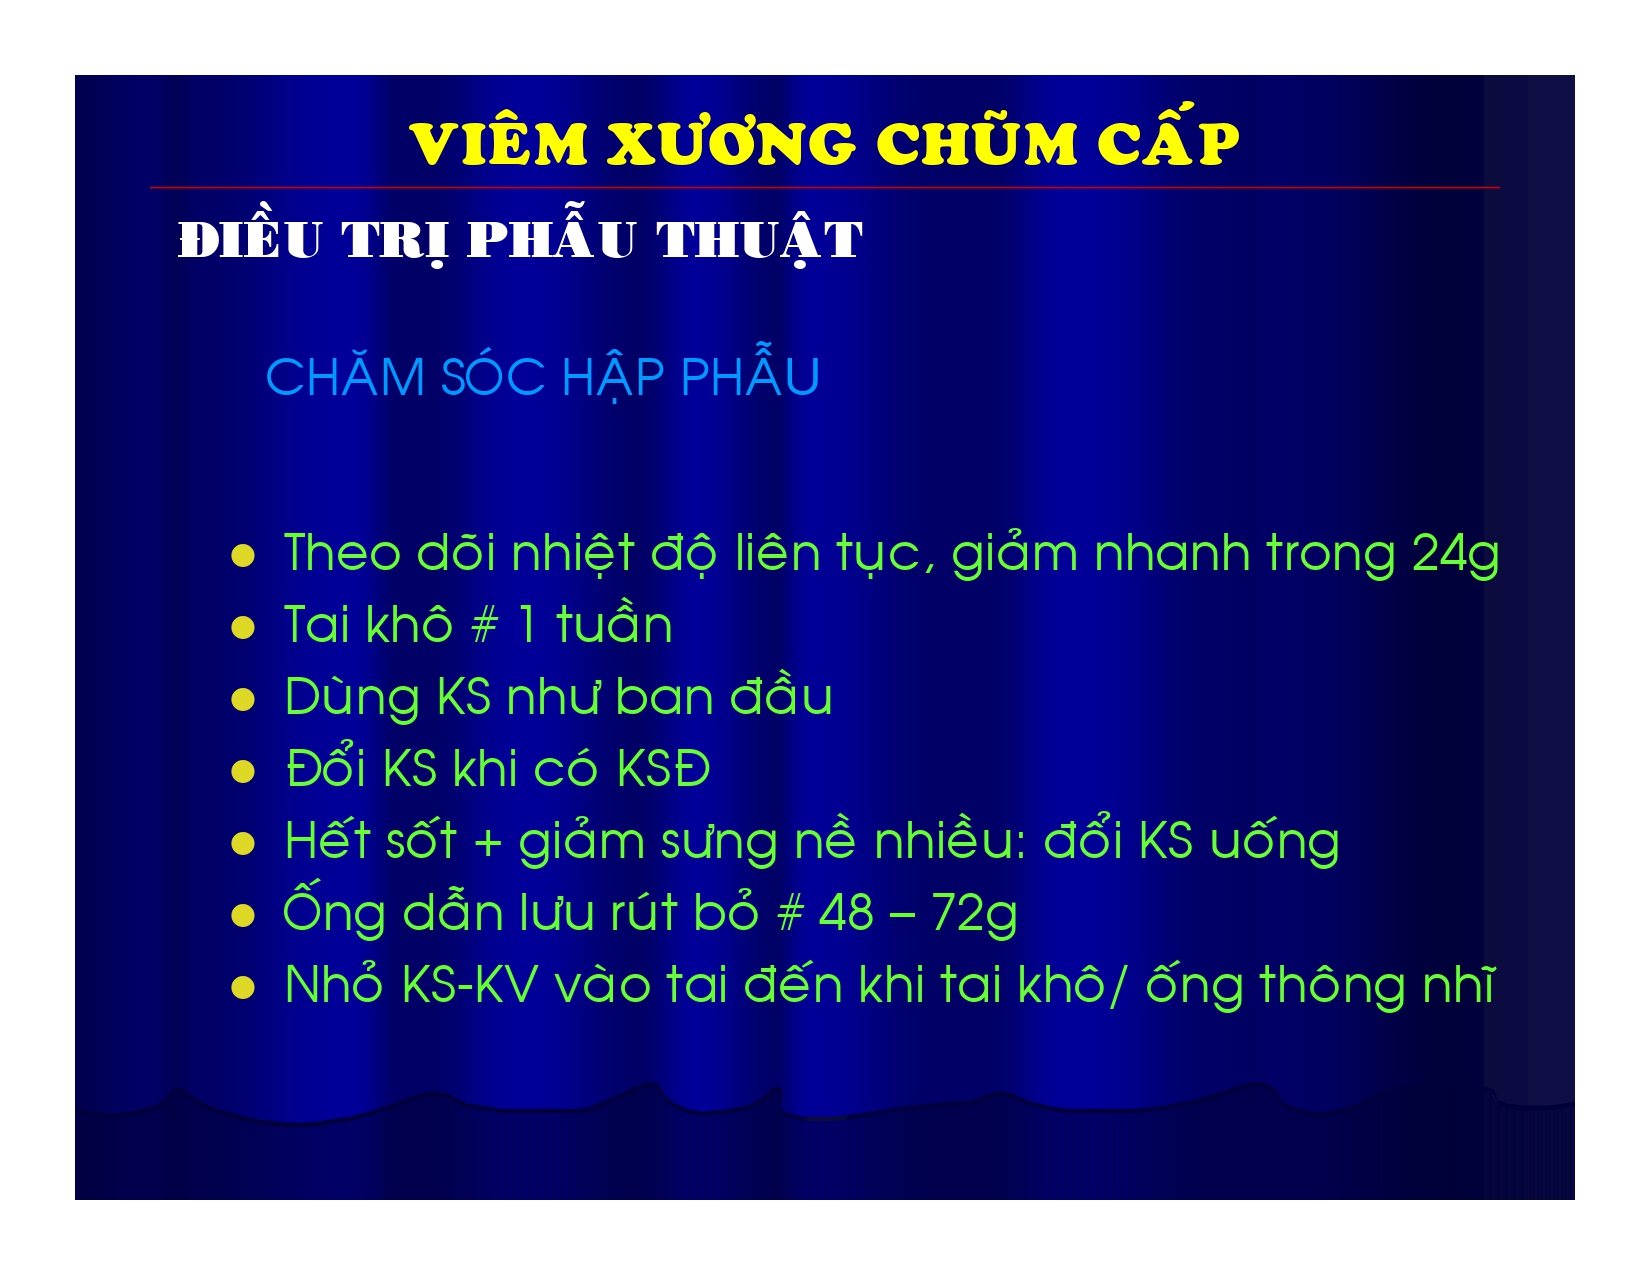 VIÊM XƯƠNG CHŨM CẤP
ĐIỀU TRỊ PHẪU THUẬT
CHĂM SÓC HẬP PHẪU
Theo dõi nhiệt độ liên tục, giảm nhanh trong 24g
Tai khô # 1 tuần
Dùng KS như ban đầu
Đổi KS khi có KSĐ
Hết sốt + giảm sưng nề nhiều: đổi KS uống
Ống dẫn lưu rút bỏ # 48 – 72g
Nhỏ KS-KV vào tai đến khi tai khô/ ống thông nhĩ